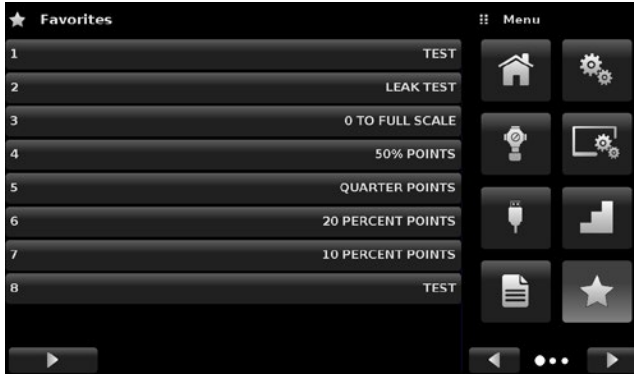 Favorites
Menu
1 TEST
2 LEAK TEST
3 0 TO FULL SCALE
4 50% POINTS
5 QUARTER POINTS
6 20 PERCENT POINTS
7 10 PERCENT POINTS
8 TEST